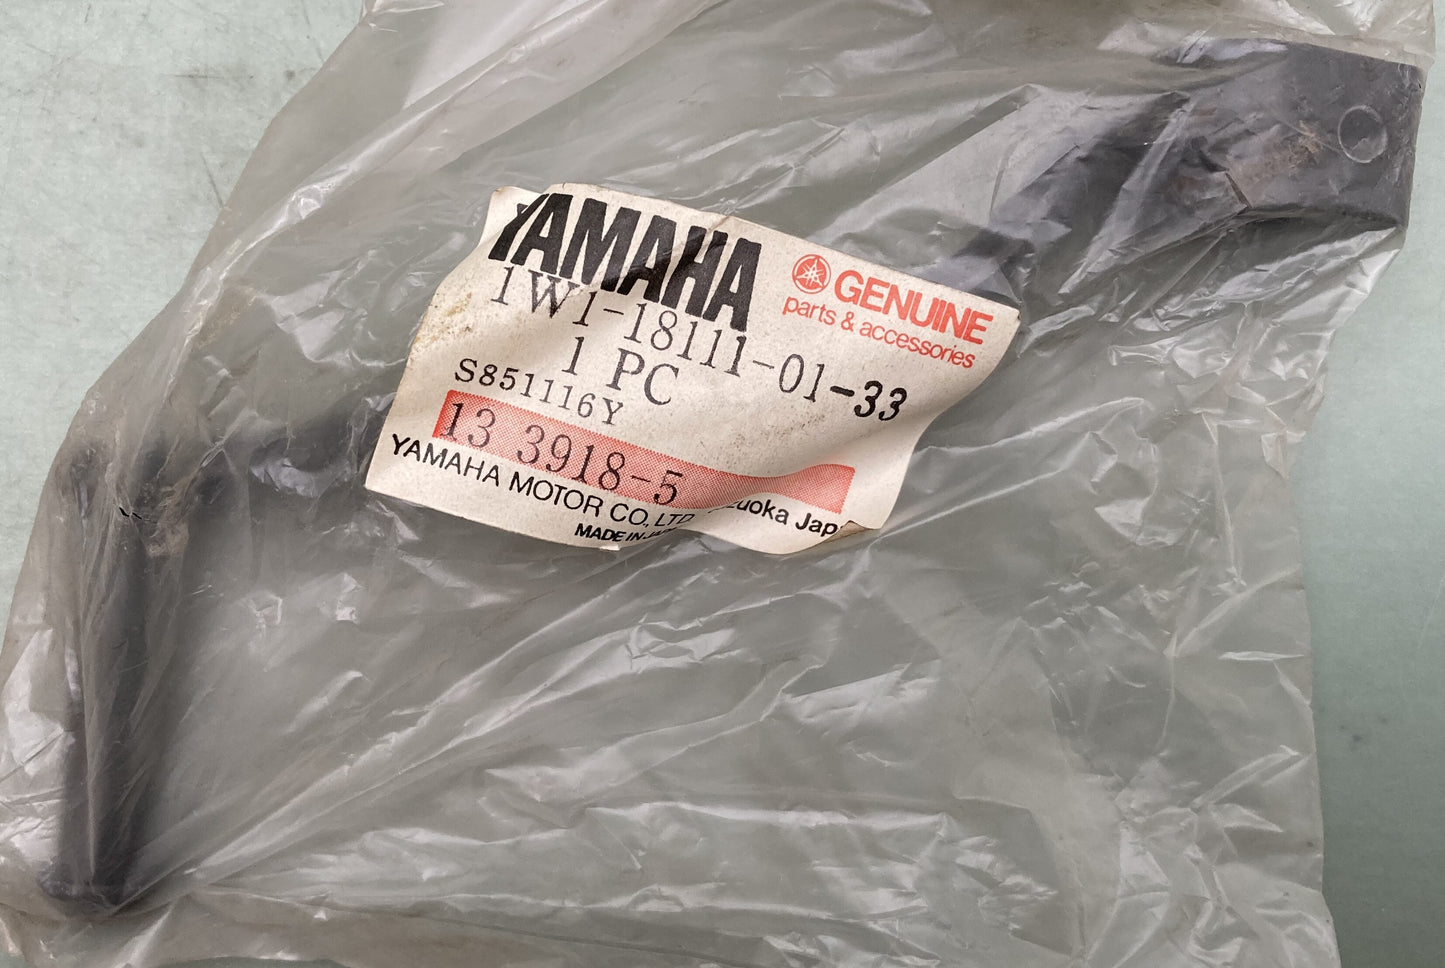 YAMAHA
GENUINE
parts & accessories
1W1-18111-01-33
1 PC
S851116Y
13 3918-5
YAMAHA MOTOR CO., LTD
MADE IN